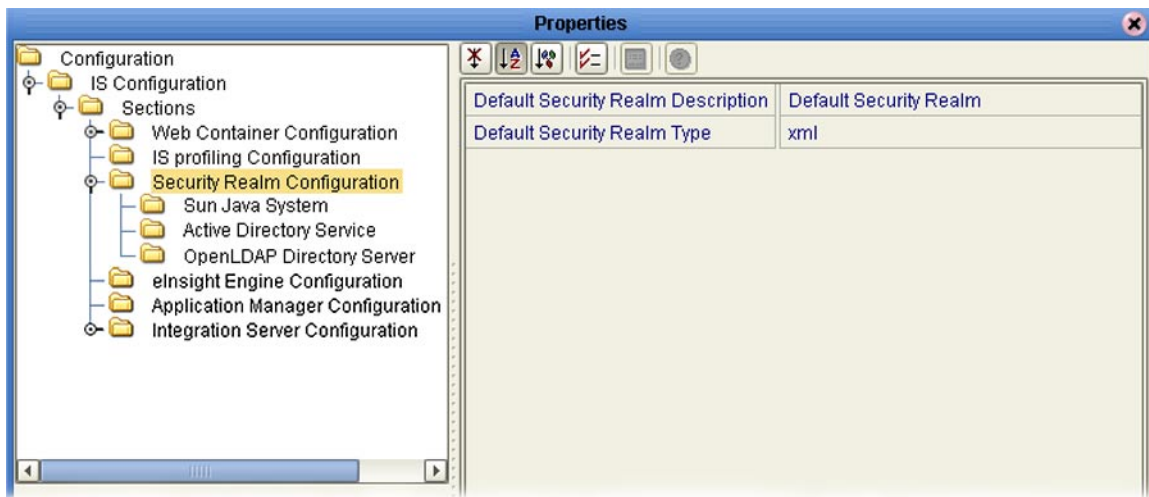 Properties
Configuration
IS Configuration
Sections
Web Container Configuration
IS profiling Configuration
Security Realm Configuration
Sun Java System
Active Directory Service
OpenLDAP Directory Server
eInsight Engine Configuration
Application Manager Configuration
Integration Server Configuration
Default Security Realm Description Default Security Realm
Default Security Realm Type xml